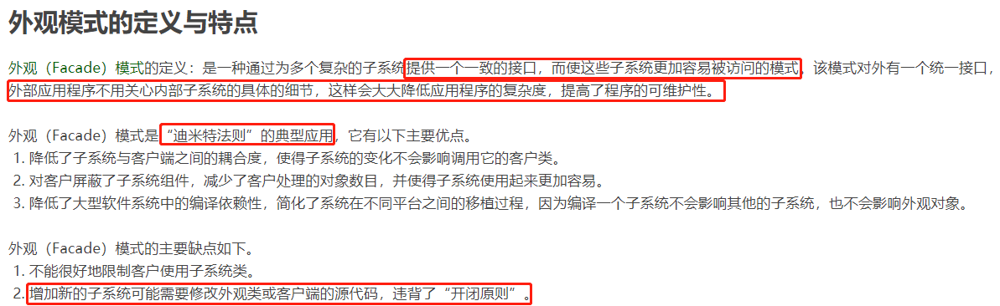 外观模式的定义与特点
外观（Facade）模式的定义：是一种通过为多个复杂的子系统提供一个一致的接口，而使这些子系统更加容易被访问的模式，该模式对外有一个统一接口，
外部应用程序不用关心内部子系统的具体的细节，这样会大大降低应用程序的复杂度，提高了程序的可维护性。
外观（Facade）模式是“迪米特法则”的典型应用，它有以下主要优点。
1. 降低了子系统与客户端之间的耦合度，使得子系统的变化不会影响调用它的客户类。
2. 对客户屏蔽了子系统组件，减少了客户处理的对象数目，并使得子系统使用起来更加容易。
3. 降低了大型软件系统中的编译依赖性，简化了系统在不同平台之间的移植过程，因为编译一个子系统不会影响其他的子系统，也不会影响外观对象。
外观（Facade）模式的主要缺点如下。
1. 不能很好地限制客户使用子系统类。
2. 增加新的子系统可能需要修改外观类或客户端的源代码，违背了“开闭原则”。